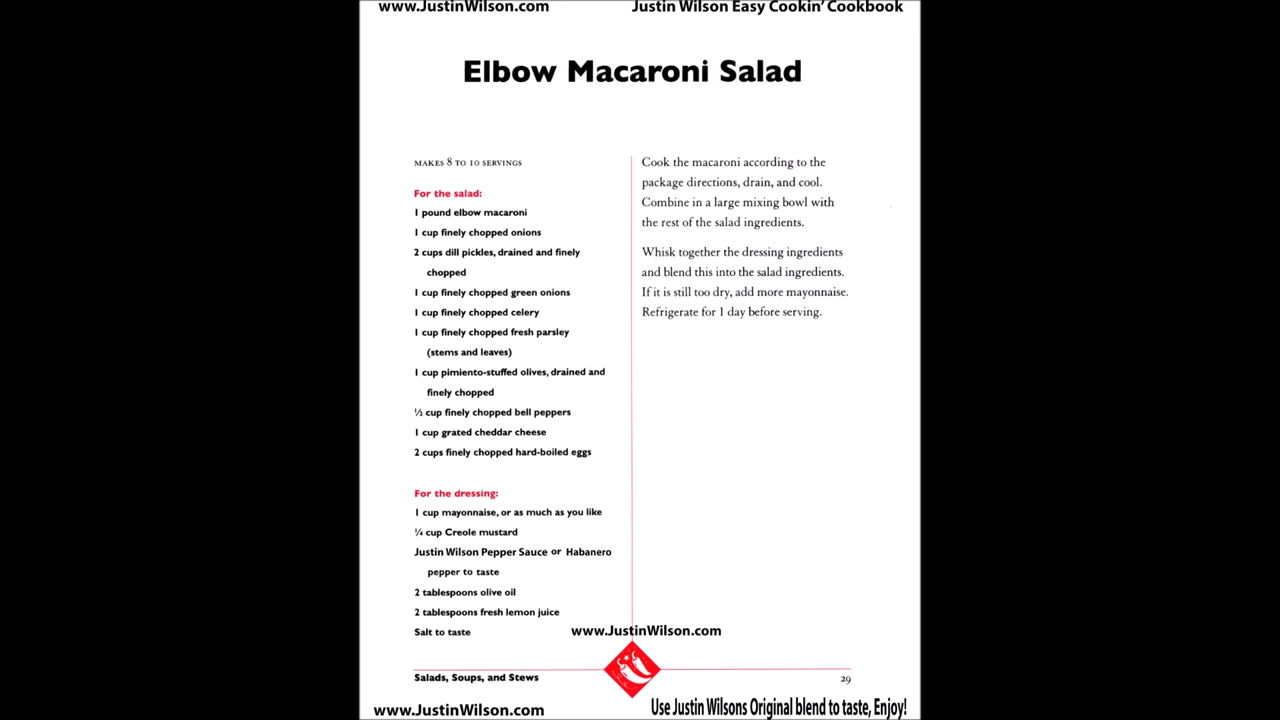 www.JustinWilson.com Justin Wilson Easy Cookin' Cookbook
Elbow Macaroni Salad
MAKES 8 TO 10 SERVINGS
For the salad:
1 pound elbow macaroni
1 cup finely chopped onions
2 cups dill pickles, drained and finely
chopped
1 cup finely chopped green onions
1 cup finely chopped celery
1 cup finely chopped fresh parsley
(stems and leaves)
1 cup pimiento-stuffed olives, drained and
finely chopped
½ cup finely chopped bell peppers
1 cup grated cheddar cheese
2 cups finely chopped hard-boiled eggs
For the dressing:
1 cup mayonnaise, or as much as you like
¼ cup Creole mustard
Justin Wilson Pepper Sauce or Habanero
pepper to taste
2 tablespoons olive oil
2 tablespoons fresh lemon juice
Salt to taste
Cook the macaroni according to the
package directions, drain, and cool.
Combine in a large mixing bowl with
the rest of the salad ingredients.
Whisk together the dressing ingredients
and blend this into the salad ingredients.
If it is still too dry, add more mayonnaise.
Refrigerate for 1 day before serving.
www.JustinWilson.com
Salads, Soups, and Stews 29
www.JustinWilson.com Use Justin Wilsons Original blend to taste, Enjoy!